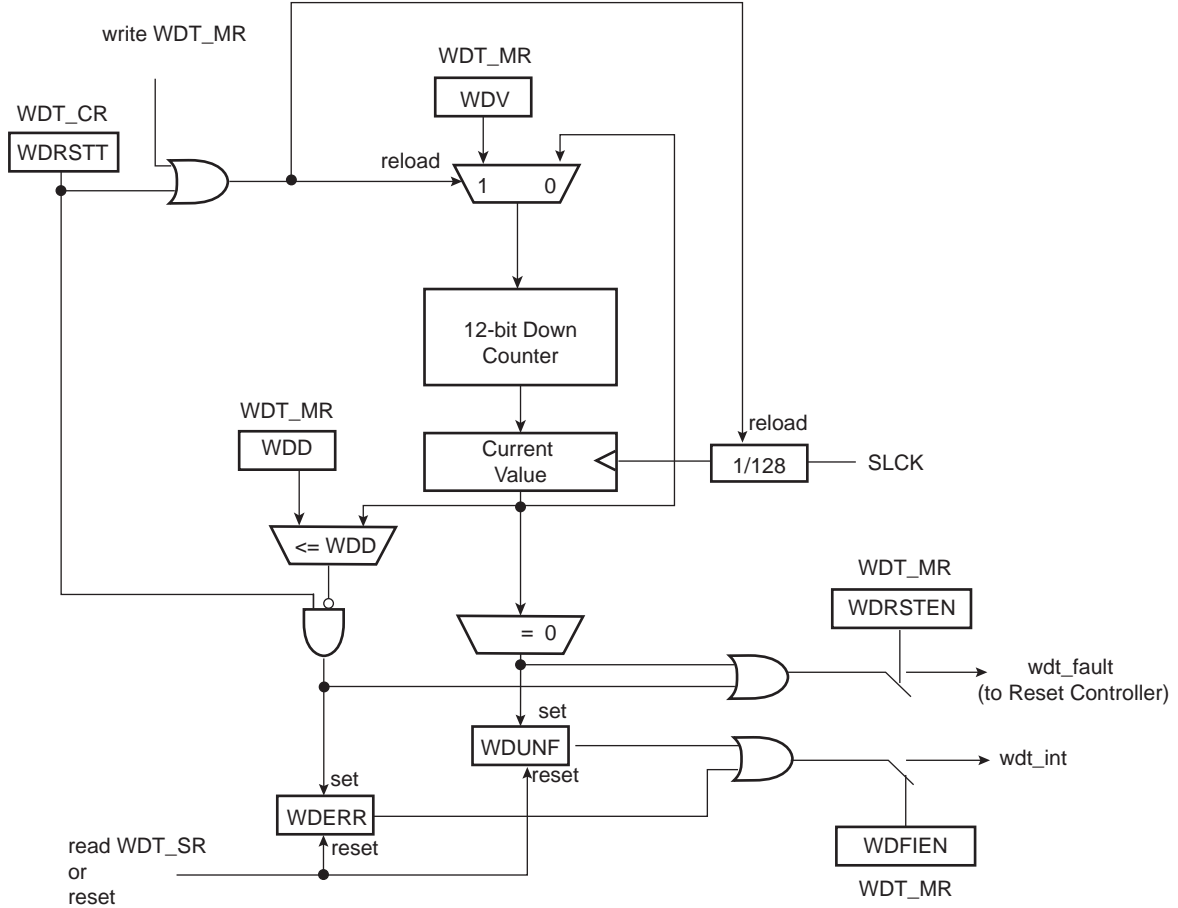 write WDT_MR
WDT_MR
WDV
WDT_CR
WDRSTT
reload
1 0
12-bit Down
Counter
WDT_MR
WDD
Current
Value
reload
1/128
SLCK
<= WDD
WDT_MR
WDRSTEN
= 0
wdt_fault
(to Reset Controller)
set
WDUNF
reset
wdt_int
set
WDERR
reset
WDFIEN
WDT_MR
read WDT_SR
or
reset